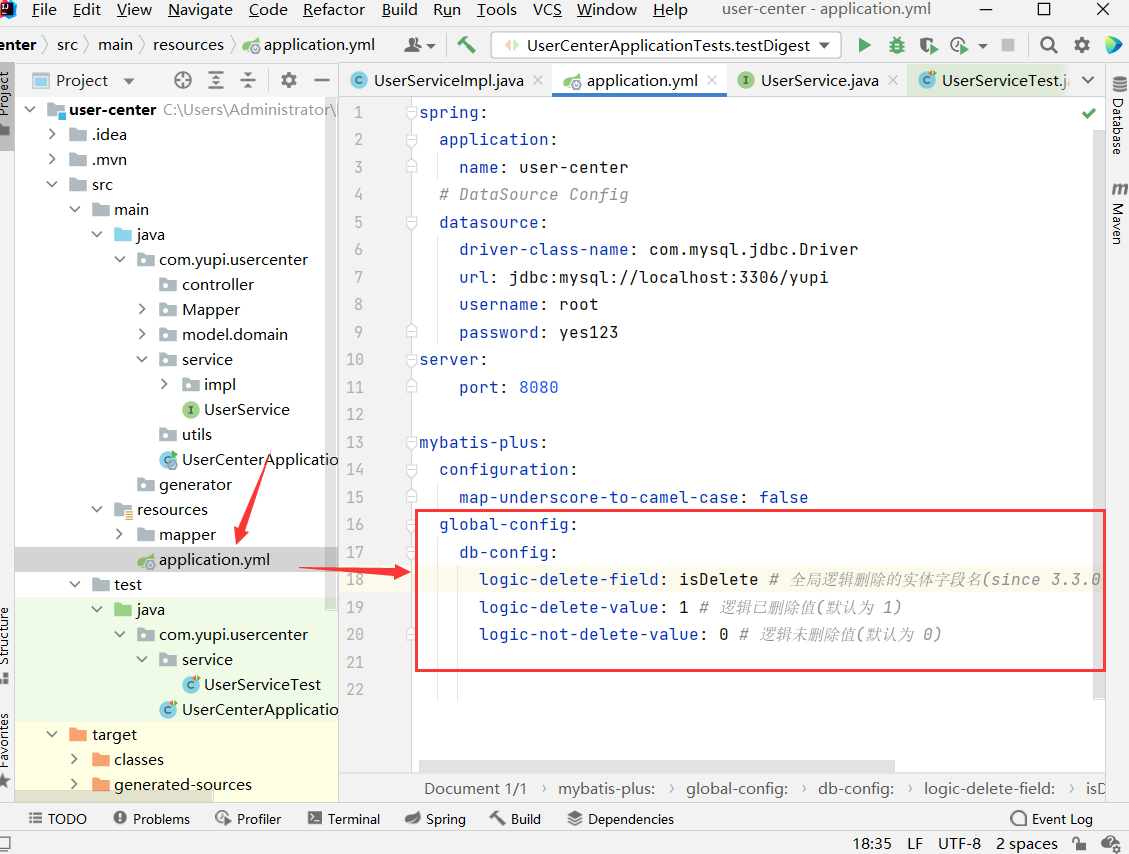 File Edit View Navigate Code Refactor Build Run Tools VCS Window Help user-center - application.yml
enter src main resources application.yml UserCenterApplicationTests.testDigest
Project UserServiceImpl.java application.yml UserService.java UserServiceTest.j
Project
Structure
Favorites
user-center C:\Users\Administrator\
.idea
.mvn
src
main
java
com.yupi.usercenter
controller
Mapper
model.domain
service
impl
UserService
utils
UserCenterApplicatio
generator
resources
mapper
application.yml
test
java
com.yupi.usercenter
service
UserServiceTest
UserCenterApplicatio
target
classes
generated-sources
1 spring:
2 application:
3 name: user-center
4 # DataSource Config
5 datasource:
6 driver-class-name: com.mysql.jdbc.Driver
7 url: jdbc:mysql://localhost:3306/yupi
8 username: root
9 password: yes123
10 server:
11 port: 8080
12
13 mybatis-plus:
14 configuration:
15 map-underscore-to-camel-case: false
16 global-config:
17 db-config:
18 logic-delete-field: isDelete # 全局逻辑删除的实体字段名(since 3.3.0
19 logic-delete-value: 1 # 逻辑已删除值(默认为 1)
20 logic-not-delete-value: 0 # 逻辑未删除值(默认为 0)
21
22
Database
m Maven
Document 1/1 mybatis-plus: global-config: db-config: logic-delete-field: isD
TODO Problems Profiler Terminal Spring Build Dependencies Event Log
18:35 LF UTF-8 2 spaces